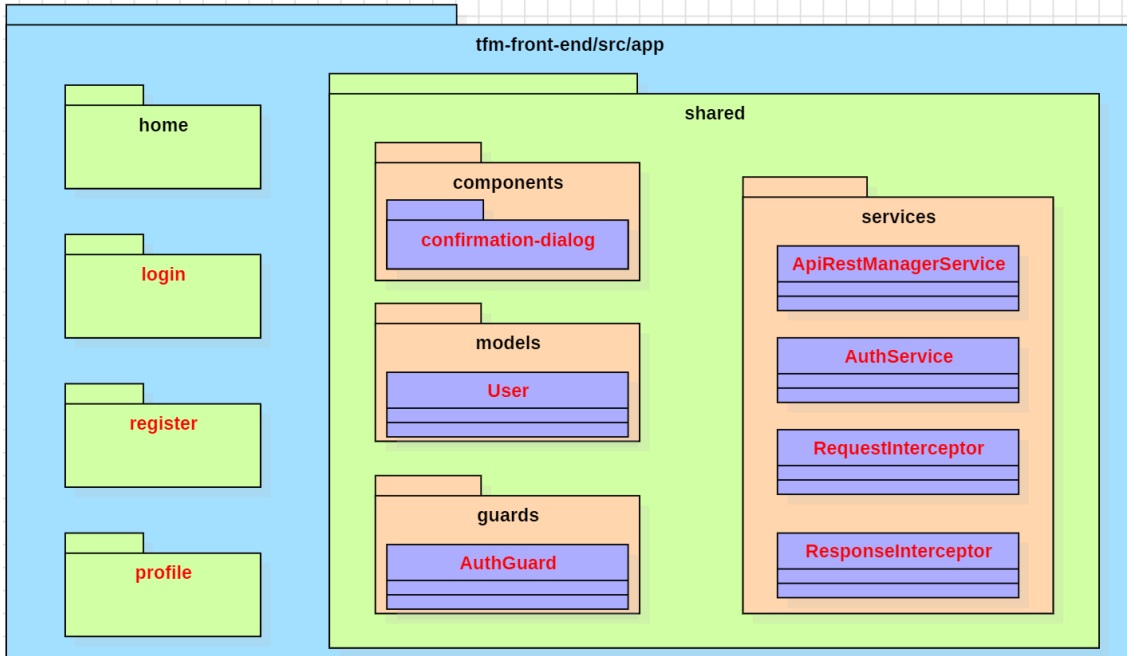 tfm-front-end/src/app
home
login
register
profile
shared
components
confirmation-dialog
models
User
guards
AuthGuard
services
ApiRestManagerService
AuthService
RequestInterceptor
ResponseInterceptor